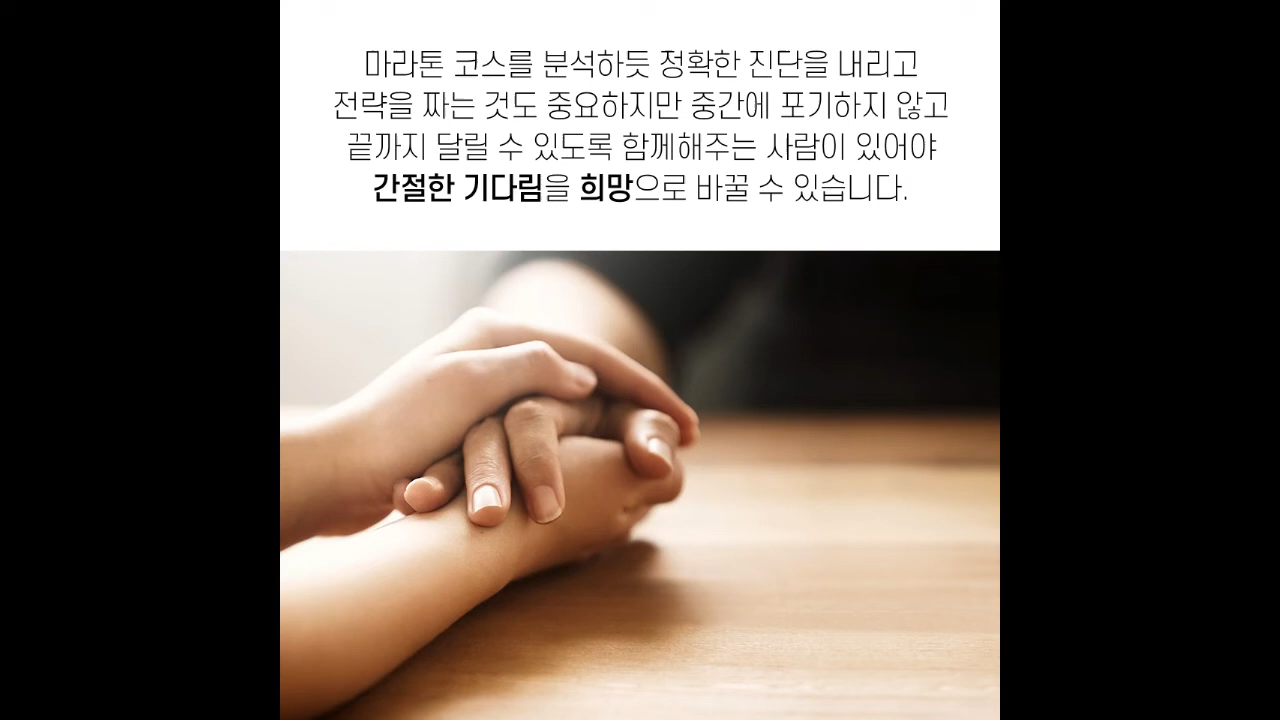 마라톤 코스를 분석하듯 정확한 진단을 내리고
전략을 짜는 것도 중요하지만 중간에 포기하지 않고
끝까지 달릴 수 있도록 함께해주는 사람이 있어야
간절한 기다림을 희망으로 바꿀 수 있습니다.